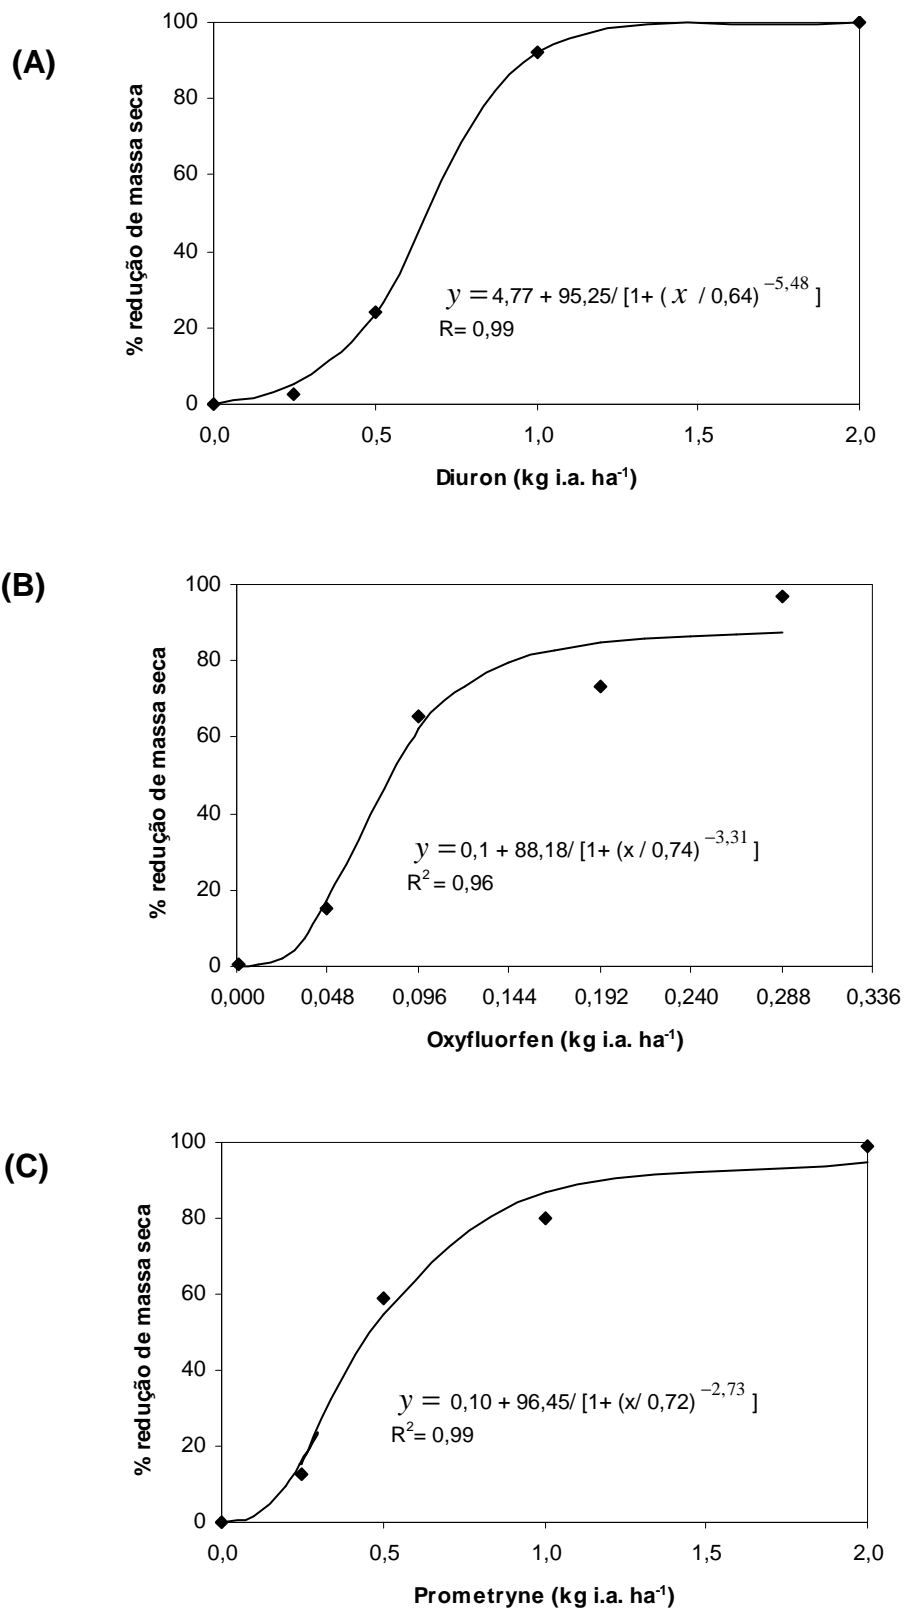 (A)
% redução de massa seca
100
80
60
40
20
0
y = 4,77 + 95,25/ [1+ ( x / 0,64) −5,48 ]
R= 0,99
0,0 0,5 1,0 1,5 2,0
Diuron (kg i.a. ha-1)
(B)
% redução de massa seca
100
80
60
40
20
0
y = 0,1 + 88,18/ [1+ (x / 0,74) −3,31 ]
R2 = 0,96
0,000 0,048 0,096 0,144 0,192 0,240 0,288 0,336
Oxyfluorfen (kg i.a. ha-1)
(C)
% redução de massa seca
100
80
60
40
20
0
y = 0,10 + 96,45/ [1+ (x/ 0,72) −2,73 ]
R2= 0,99
0,0 0,5 1,0 1,5 2,0
Prometryne (kg i.a. ha-1)